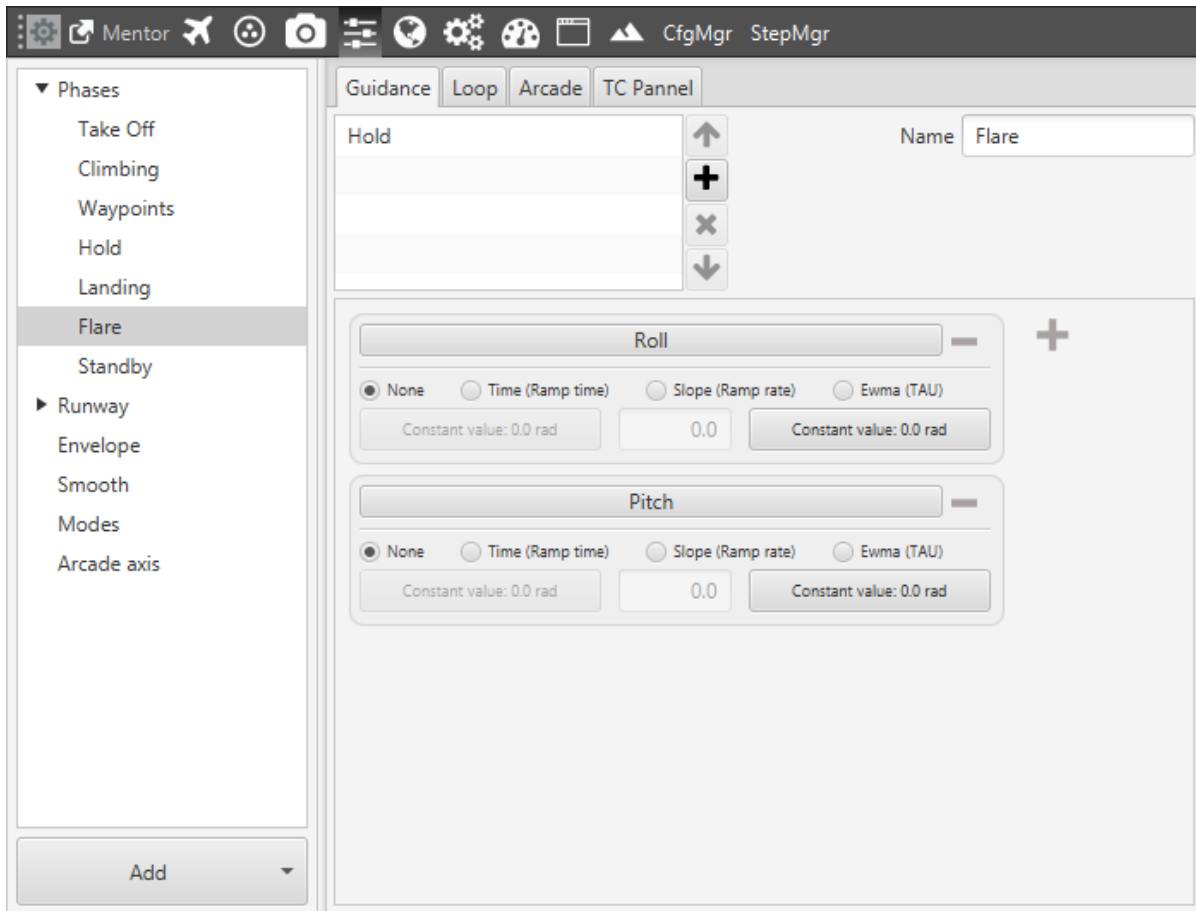 Mentor CfgMgr StepMgr
Phases
Take Off
Climbing
Waypoints
Hold
Landing
Flare
Standby
Runway
Envelope
Smooth
Modes
Arcade axis
Add
Guidance Loop Arcade TC Pannel
Hold
Name Flare
Roll
None Time (Ramp time) Slope (Ramp rate) Ewma (TAU)
Constant value: 0.0 rad 0.0 Constant value: 0.0 rad
Pitch
None Time (Ramp time) Slope (Ramp rate) Ewma (TAU)
Constant value: 0.0 rad 0.0 Constant value: 0.0 rad